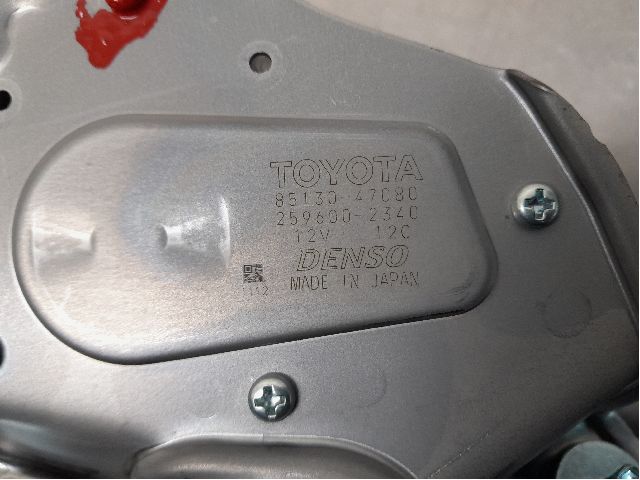 TOYOTA
85130-47080
259600-2340
12V 12C
DENSO
MADE IN JAPAN